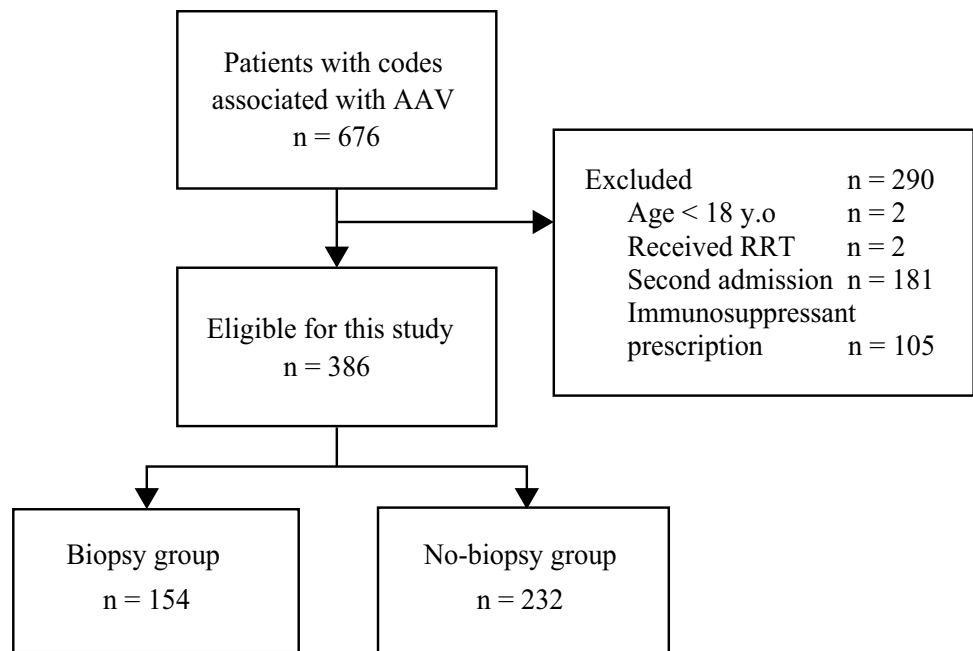 Patients with codes
associated with AAV
n = 676
Excluded n = 290
Age < 18 y.o n = 2
Received RRT n = 2
Second admission n = 181
Immunosuppressant
prescription n = 105
Eligible for this study
n = 386
Biopsy group
n = 154
No-biopsy group
n = 232